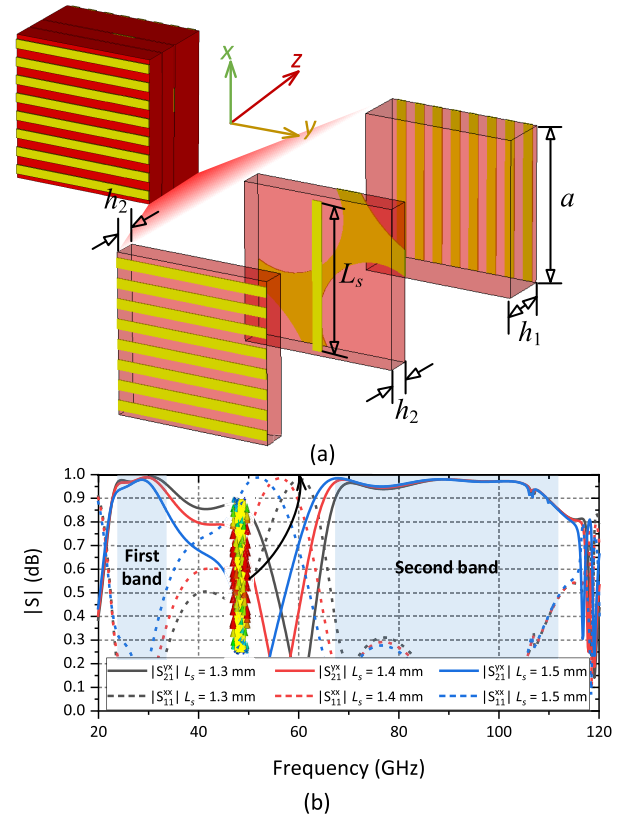 x
z
y
h₂
a
Lₛ
h₁
h₂
(a)
|S| (dB)
1.0
0.9
0.8
0.7
0.6
0.5
0.4
0.3
0.2
0.1
0.0
First band
Second band
|S₂₁ʸˣ| Lₛ = 1.3 mm |S₂₁ʸˣ| Lₛ = 1.4 mm |S₂₁ʸˣ| Lₛ = 1.5 mm
|S₁₁ˣˣ| Lₛ = 1.3 mm |S₁₁ˣˣ| Lₛ = 1.4 mm |S₁₁ˣˣ| Lₛ = 1.5 mm
20 40 60 80 100 120
Frequency (GHz)
(b)